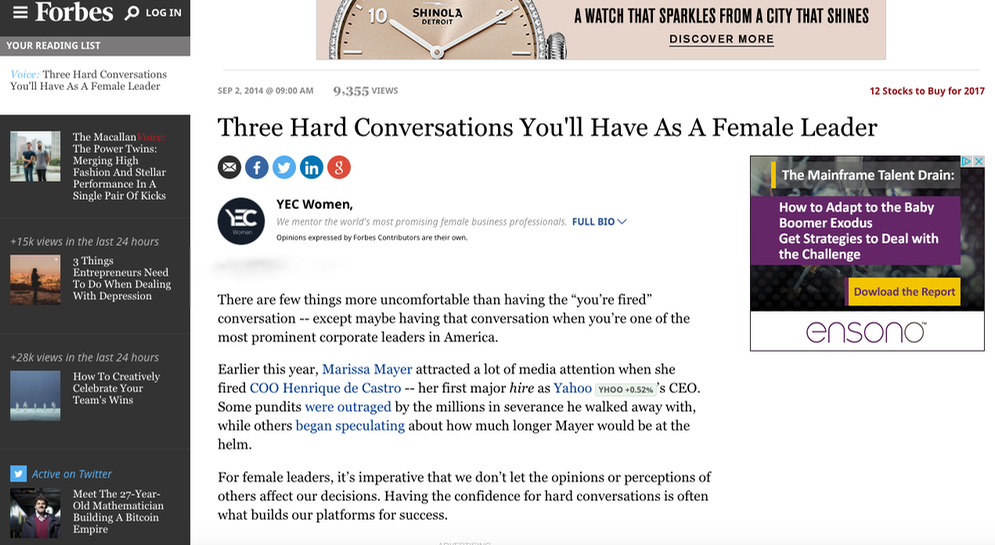 Forbes
LOG IN
YOUR READING LIST
Voice: Three Hard Conversations
You'll Have As A Female Leader
The MacallanVoice:
The Power Twins:
Merging High
Fashion And Stellar
Performance In A
Single Pair Of Kicks
+15k views in the last 24 hours
3 Things
Entrepreneurs Need
To Do When Dealing
With Depression
+28k views in the last 24 hours
How To Creatively
Celebrate Your
Team's Wins
Active on Twitter
Meet The 27-Year-
Old Mathematician
Building A Bitcoin
Empire
10
SHINOLA
DETROIT
2
A WATCH THAT SPARKLES FROM A CITY THAT SHINES
DISCOVER MORE
SEP 2, 2014 @ 09:00 AM 9,355 VIEWS
12 Stocks to Buy for 2017
Three Hard Conversations You'll Have As A Female Leader
YEC
Women
YEC Women,
We mentor the world's most promising female business professionals. FULL BIO
Opinions expressed by Forbes Contributors are their own.
There are few things more uncomfortable than having the “you’re fired”
conversation -- except maybe having that conversation when you’re one of the
most prominent corporate leaders in America.
Earlier this year, Marissa Mayer attracted a lot of media attention when she
fired COO Henrique de Castro -- her first major hire as Yahoo YHOO +0.52% ’s CEO.
Some pundits were outraged by the millions in severance he walked away with,
while others began speculating about how much longer Mayer would be at the
helm.
For female leaders, it’s imperative that we don’t let the opinions or perceptions of
others affect our decisions. Having the confidence for hard conversations is often
what builds our platforms for success.
ADVERTISING
The Mainframe Talent Drain:
How to Adapt to the Baby
Boomer Exodus
Get Strategies to Deal with
the Challenge
Dowload the Report
ensono™